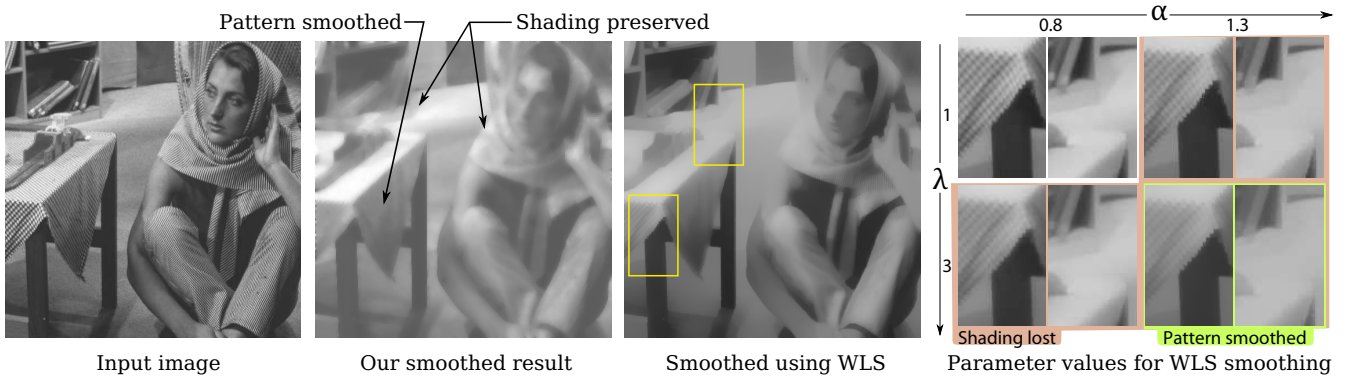 Pattern smoothed
Shading preserved
α
0.8
1.3
1
λ
3
Shading lost
Pattern smoothed
Input image
Our smoothed result
Smoothed using WLS
Parameter values for WLS smoothing